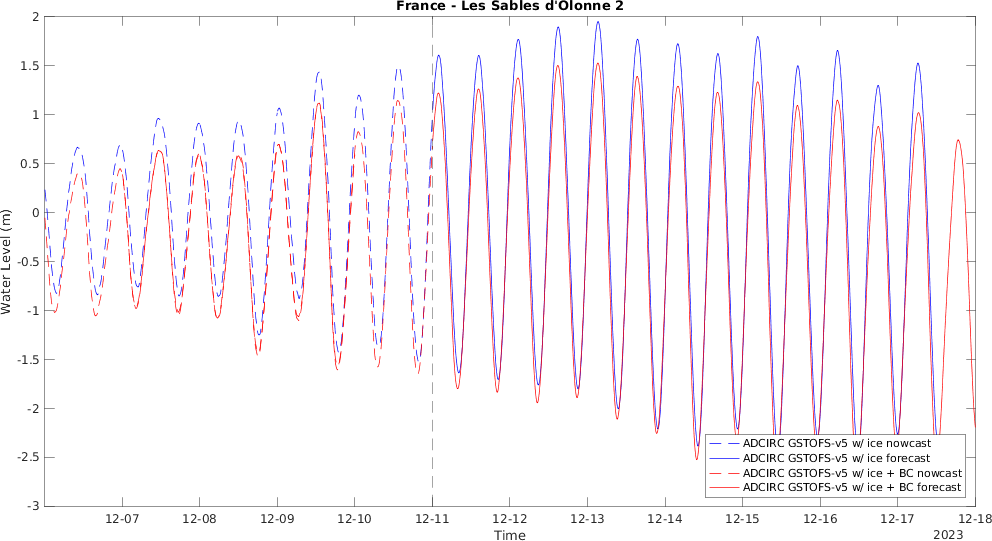 France - Les Sables d'Olonne 2
2
1.5
1
0.5
0
-0.5
-1
-1.5
-2
-2.5
-3
Water Level (m)
ADCIRC GSTOFS-v5 w/ ice nowcast
ADCIRC GSTOFS-v5 w/ ice forecast
ADCIRC GSTOFS-v5 w/ ice + BC nowcast
ADCIRC GSTOFS-v5 w/ ice + BC forecast
12-07 12-08 12-09 12-10 12-11 12-12 12-13 12-14 12-15 12-16 12-17 12-18
Time
2023